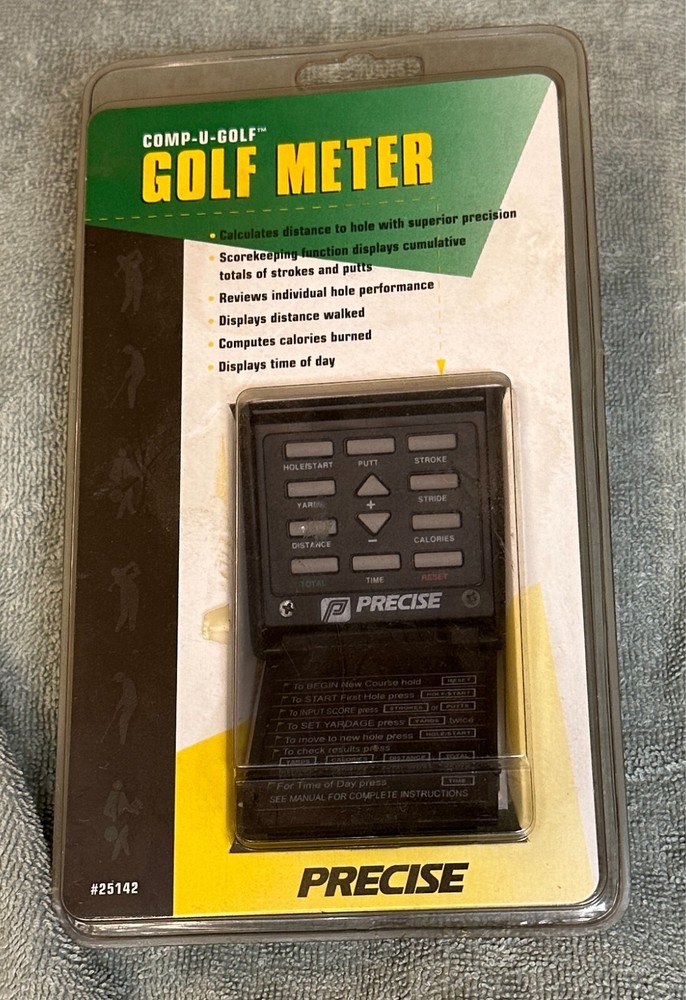 COMP-U-GOLF™
GOLF METER
• Calculates distance to hole with superior precision
• Scorekeeping function displays cumulative
totals of strokes and putts
• Reviews individual hole performance
• Displays distance walked
• Computes calories burned
• Displays time of day
HOLE/START PUTT STROKE
YARDS + STRIDE
DISTANCE − CALORIES
TOTAL TIME RESET
P PRECISE
To BEGIN New Course hold RESET
To START First Hole press HOLE/START
To INPUT SCORE press STROKES or PUTTS
To SET YARDAGE press YARDS twice
To move to new hole press HOLE/START
To check results press
YARDS DISTANCE TOTAL
For Time of Day press TIME
SEE MANUAL FOR COMPLETE INSTRUCTIONS
#25142
PRECISE